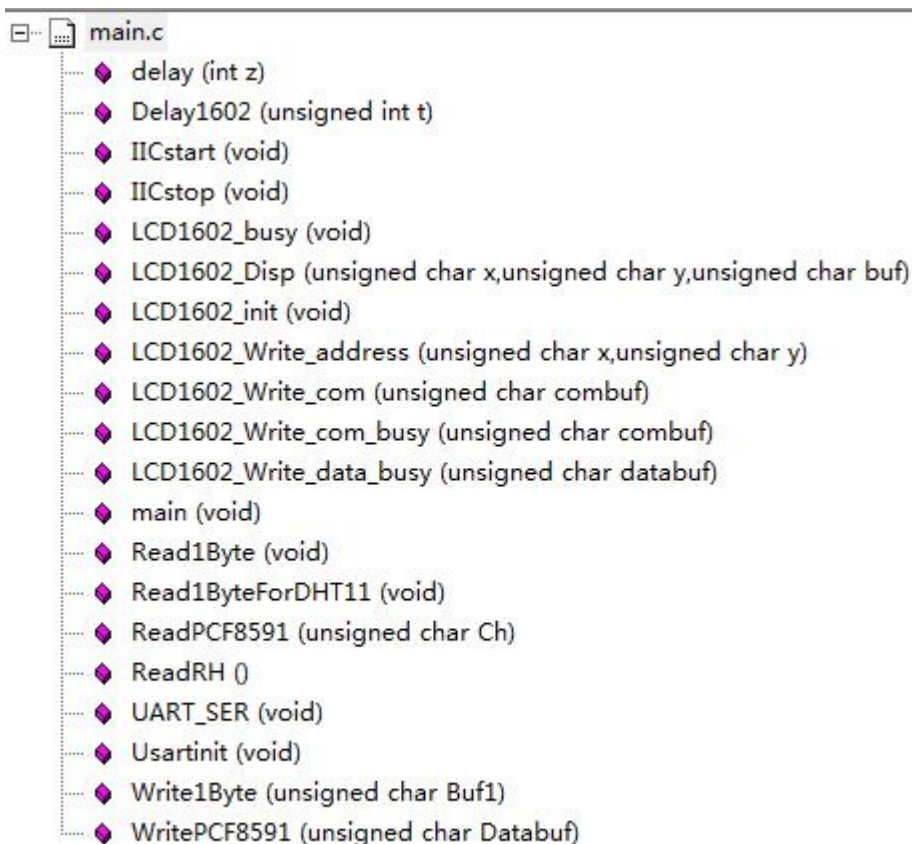 main.c
delay (int z)
Delay1602 (unsigned int t)
IICstart (void)
IICstop (void)
LCD1602_busy (void)
LCD1602_Disp (unsigned char x,unsigned char y,unsigned char buf)
LCD1602_init (void)
LCD1602_Write_address (unsigned char x,unsigned char y)
LCD1602_Write_com (unsigned char combuf)
LCD1602_Write_com_busy (unsigned char combuf)
LCD1602_Write_data_busy (unsigned char databuf)
main (void)
Read1Byte (void)
Read1ByteForDHT11 (void)
ReadPCF8591 (unsigned char Ch)
ReadRH ()
UART_SER (void)
Usartinit (void)
Write1Byte (unsigned char Buf1)
WritePCF8591 (unsigned char Databuf)